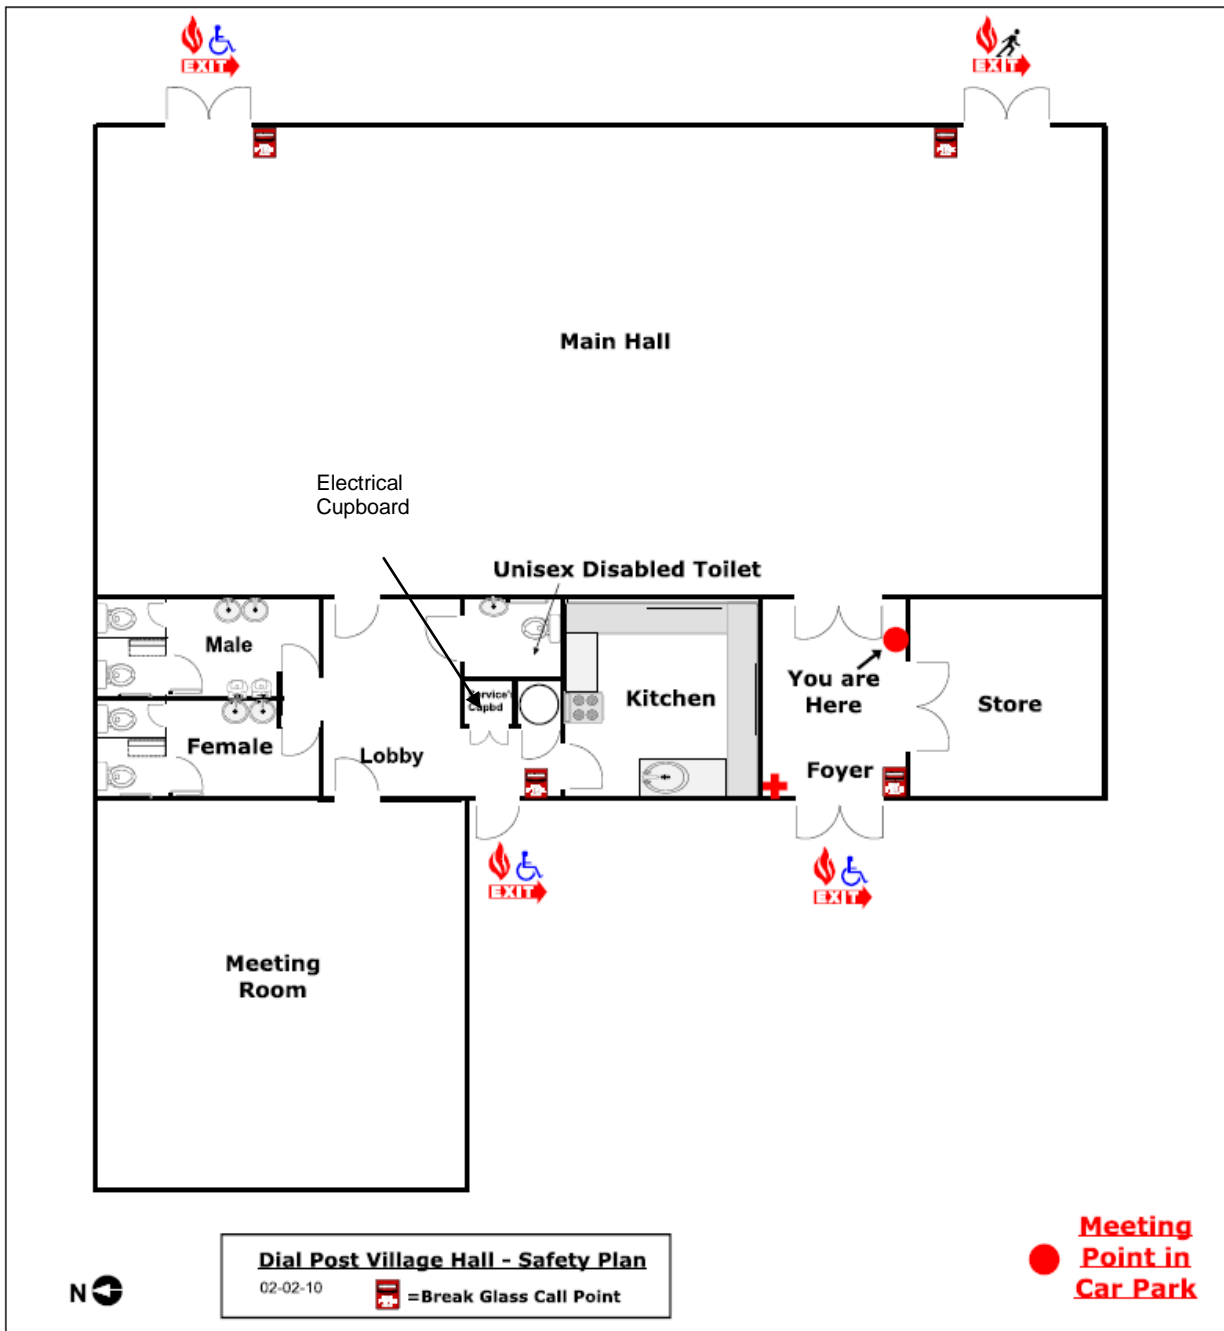 EXIT
EXIT
Main Hall
Electrical
Cupboard
Unisex Disabled Toilet
Male
Service's
Cupbd
Kitchen
You are
Here
Store
Female
Lobby
Foyer
EXIT
EXIT
Meeting
Room
Meeting
Point in
Car Park
Dial Post Village Hall - Safety Plan
02-02-10
=Break Glass Call Point
N